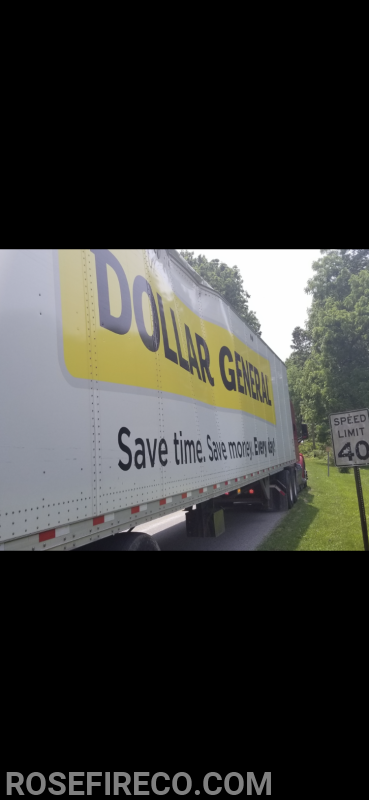 DOLLAR GENERAL
Save time. Save money. Every day!
SPEED
LIMIT
40
ROSEFIRECO.COM